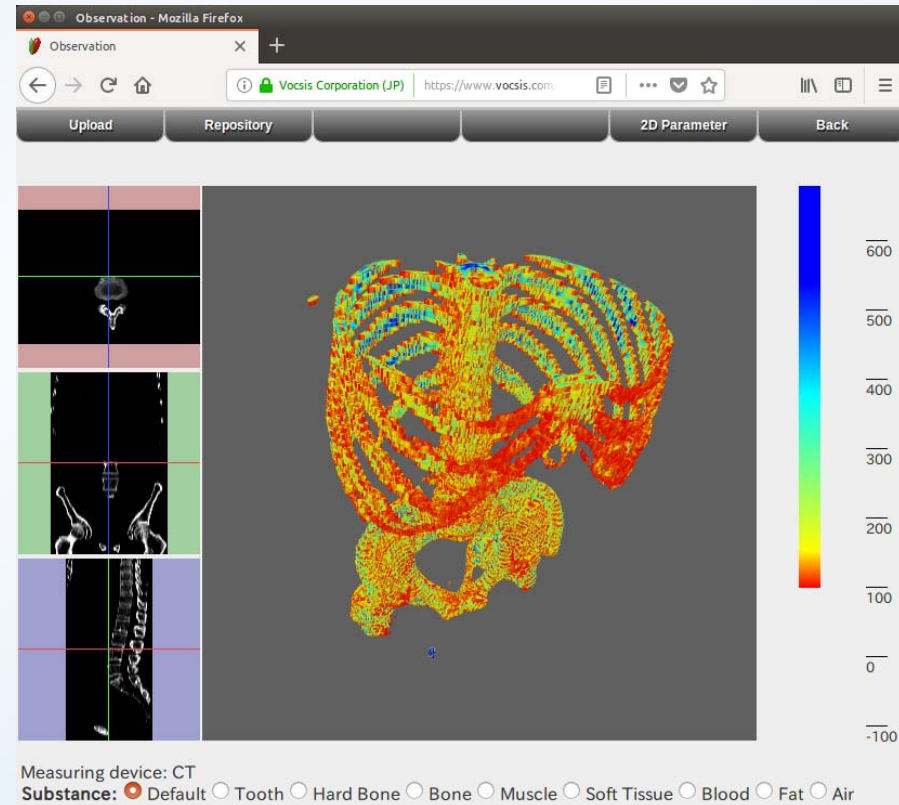 Observation - Mozilla Firefox
Observation
Vocsis Corporation (JP) https://www.vocsis.com
Upload Repository 2D Parameter Back
600
500
400
300
200
100
0
-100
Measuring device: CT
Substance: Default Tooth Hard Bone Bone Muscle Soft Tissue Blood Fat Air